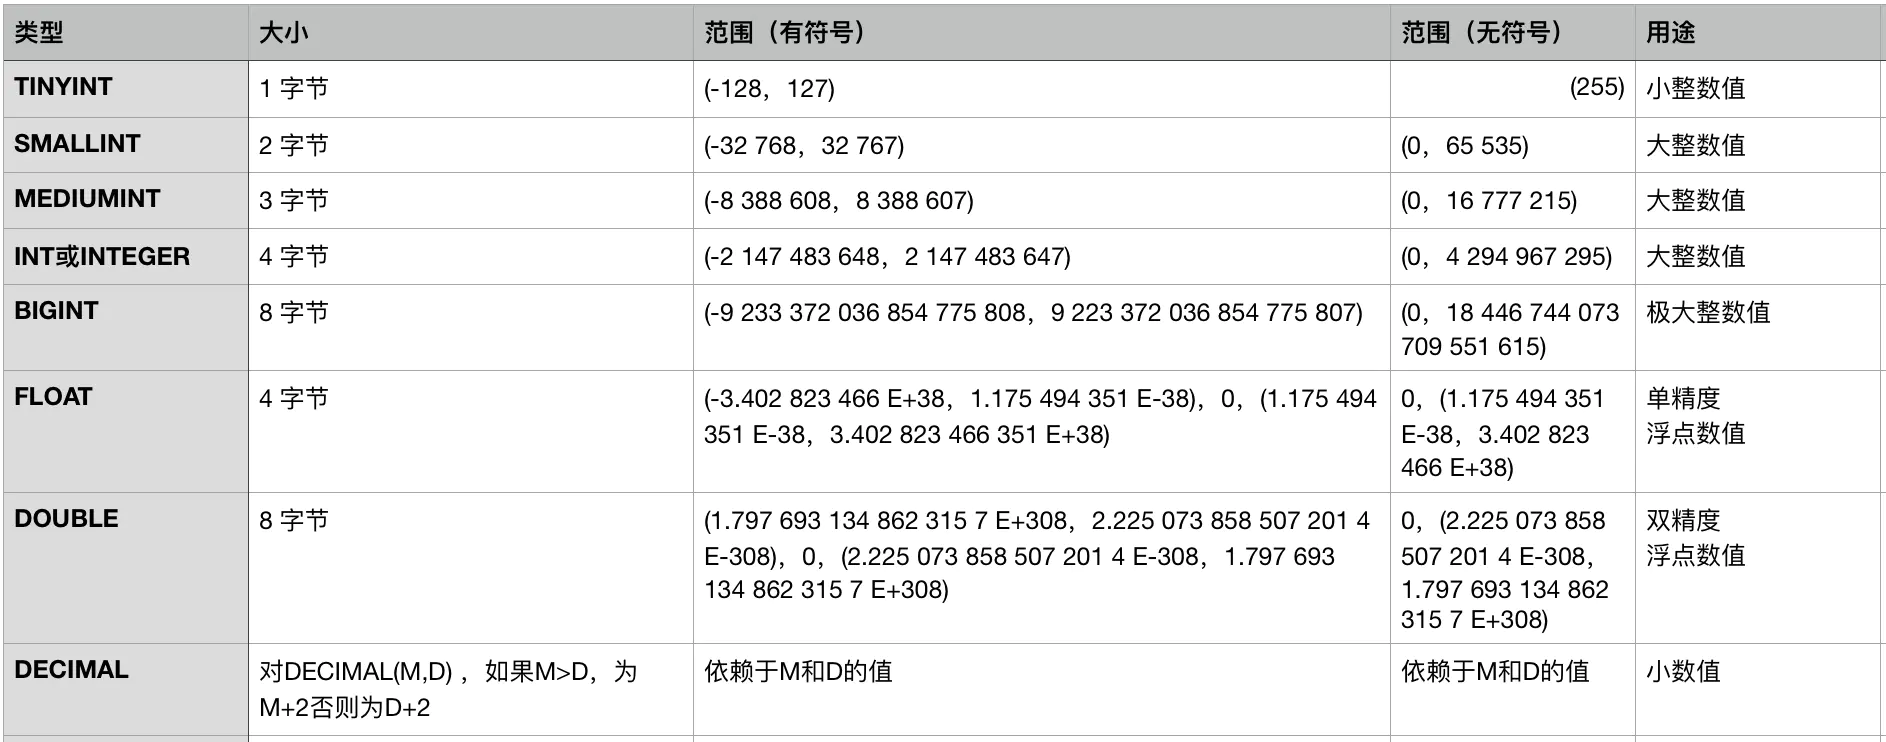 类型 大小 范围（有符号） 范围（无符号） 用途
TINYINT 1 字节 (-128，127) (255) 小整数值
SMALLINT 2 字节 (-32 768，32 767) (0，65 535) 大整数值
MEDIUMINT 3 字节 (-8 388 608，8 388 607) (0，16 777 215) 大整数值
INT或INTEGER 4 字节 (-2 147 483 648，2 147 483 647) (0，4 294 967 295) 大整数值
BIGINT 8 字节 (-9 233 372 036 854 775 808，9 223 372 036 854 775 807) (0，18 446 744 073
709 551 615) 极大整数值
FLOAT 4 字节 (-3.402 823 466 E+38，1.175 494 351 E-38)，0，(1.175 494
351 E-38，3.402 823 466 351 E+38) 0，(1.175 494 351
E-38，3.402 823
466 E+38) 单精度
浮点数值
DOUBLE 8 字节 (1.797 693 134 862 315 7 E+308，2.225 073 858 507 201 4
E-308)，0，(2.225 073 858 507 201 4 E-308，1.797 693
134 862 315 7 E+308) 0，(2.225 073 858
507 201 4 E-308，
1.797 693 134 862
315 7 E+308) 双精度
浮点数值
DECIMAL 对DECIMAL(M,D) ，如果M>D，为
M+2否则为D+2 依赖于M和D的值 依赖于M和D的值 小数值